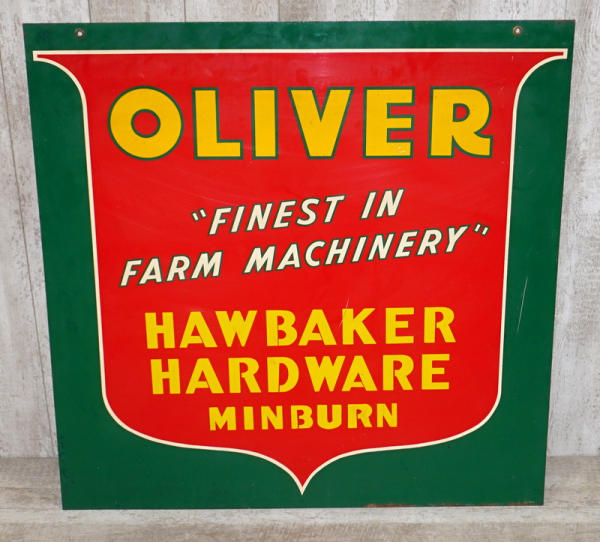 OLIVER
"FINEST IN
FARM MACHINERY"
HAWBAKER
HARDWARE
MINBURN